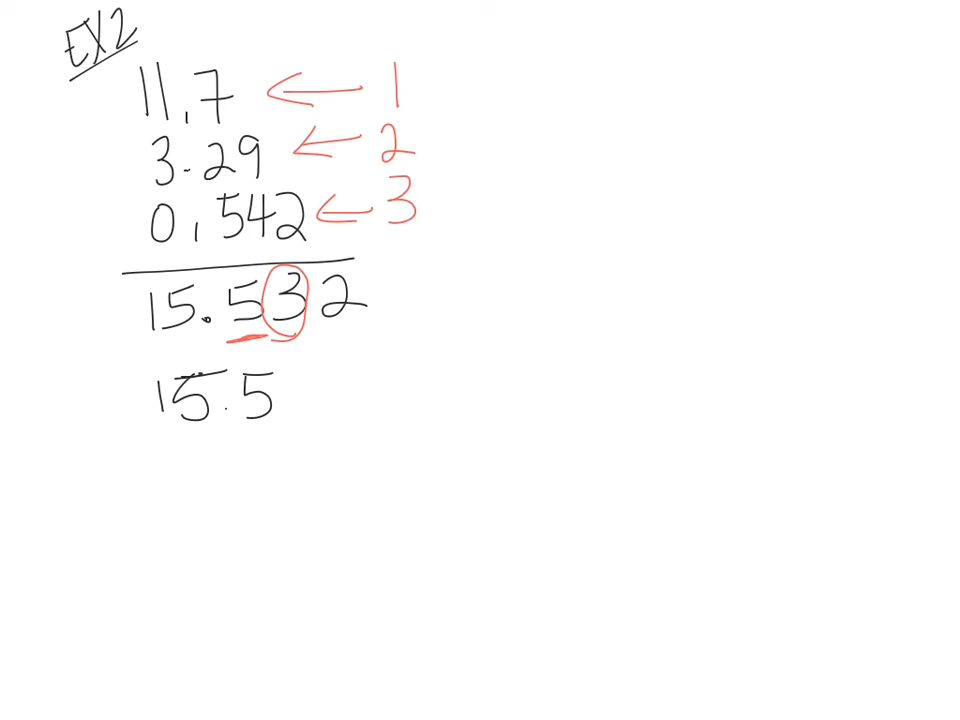 EX2
11.7 ← 1
3.29 ← 2
0.542 ← 3
15.532
15.5